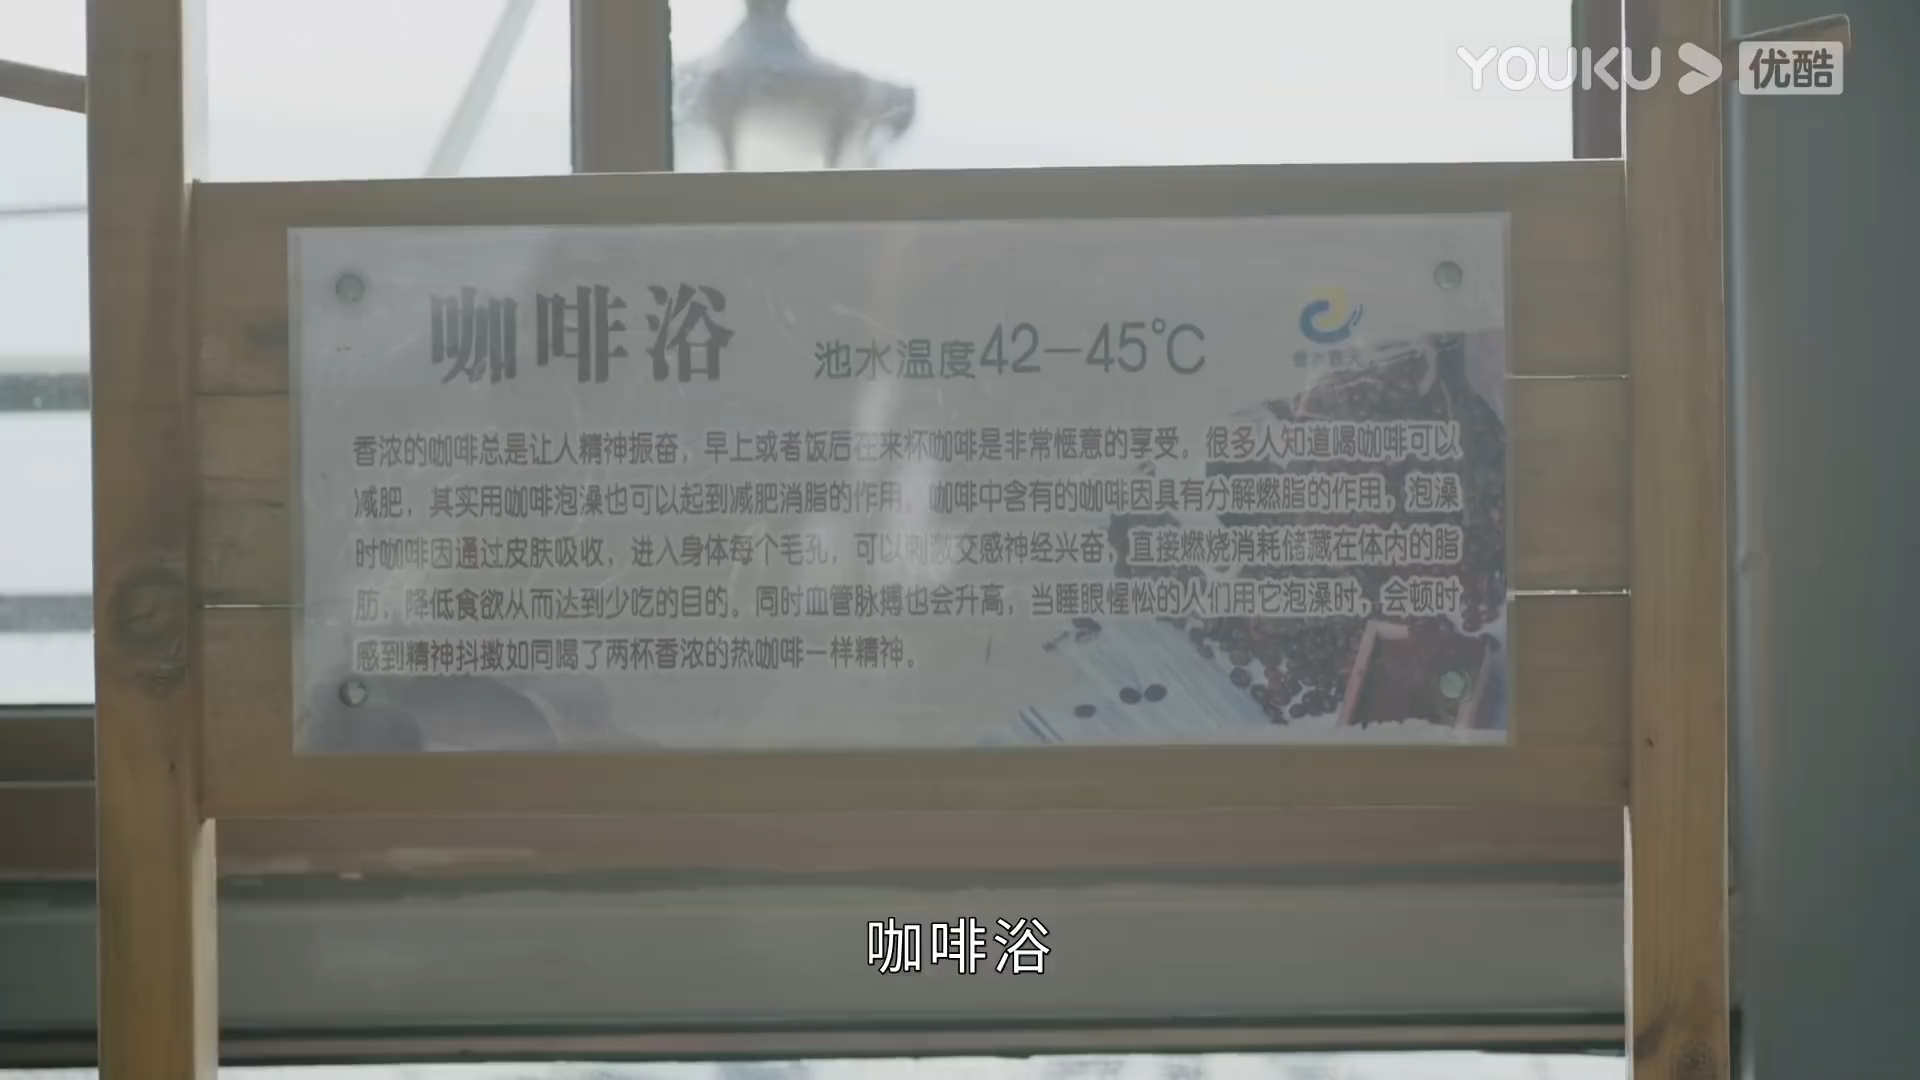 YOUKU 优酷
咖啡浴 池水温度42-45℃
香浓的咖啡总是让人精神振奋，早上或者饭后在来杯咖啡是非常惬意的享受。很多人知道喝咖啡可以
减肥，其实用咖啡泡澡也可以起到减肥消脂的作用，咖啡中含有的咖啡因具有分解燃脂的作用，泡澡
时咖啡因通过皮肤吸收，进入身体每个毛孔，可以刺激交感神经兴奋，直接燃烧消耗储藏在体内的脂
肪，降低食欲从而达到少吃的目的。同时血管脉搏也会升高，当睡眼惺忪的人们用它泡澡时，会顿时
感到精神抖擞如同喝了两杯香浓的热咖啡一样精神。
咖啡浴